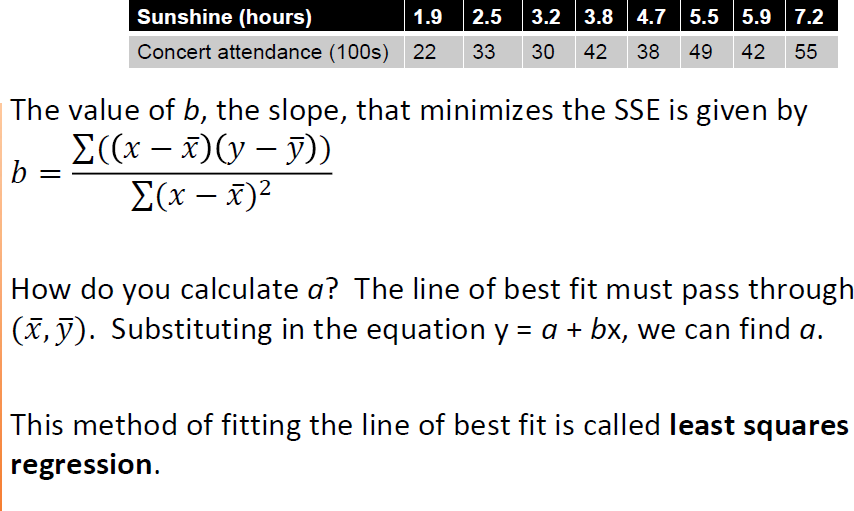 Sunshine (hours) 1.9 2.5 3.2 3.8 4.7 5.5 5.9 7.2
Concert attendance (100s) 22 33 30 42 38 49 42 55
The value of b, the slope, that minimizes the SSE is given by
b = ∑((x − x̄)(y − ȳ)) / ∑(x − x̄)²
How do you calculate a? The line of best fit must pass through
(x̄, ȳ). Substituting in the equation y = a + bx, we can find a.
This method of fitting the line of best fit is called least squares
regression.